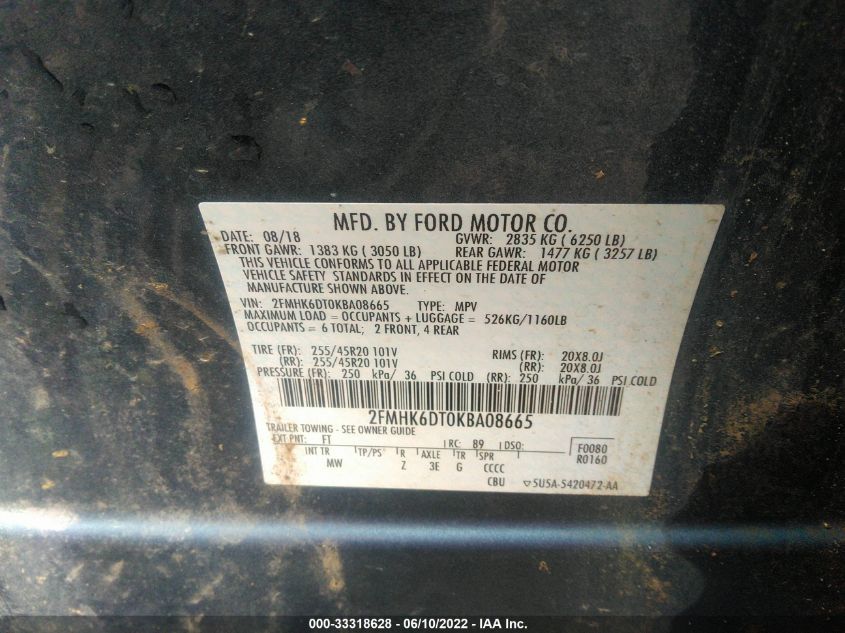 MFD. BY FORD MOTOR CO.
DATE: 08/18 GVWR: 2835 KG ( 6250 LB)
FRONT GAWR: 1383 KG ( 3050 LB) REAR GAWR: 1477 KG ( 3257 LB)
THIS VEHICLE CONFORMS TO ALL APPLICABLE FEDERAL MOTOR
VEHICLE SAFETY STANDARDS IN EFFECT ON THE DATE OF
MANUFACTURE SHOWN ABOVE.
VIN: 2FMHK6DT0KBA08665 TYPE: MPV
MAXIMUM LOAD = OCCUPANTS + LUGGAGE = 526KG/1160LB
OCCUPANTS = 6 TOTAL; 2 FRONT, 4 REAR
TIRE (FR): 255/45R20 101V RIMS (FR): 20X8.0J
(RR): 255/45R20 101V (RR): 20X8.0J
PRESSURE (FR): 250 kPa/ 36 PSI COLD (RR): 250 kPa/ 36 PSI COLD
2FMHK6DT0KBA08665
TRAILER TOWING - SEE OWNER GUIDE
EXT PNT: FT RC: 89 DSO: F0080
R0160
INT TR TP/PS R AXLE TR SPR
MW Z 3E G CCCC
CBU ▽5U5A-5420472-AA
000-33318628 - 06/10/2022 - IAA Inc.